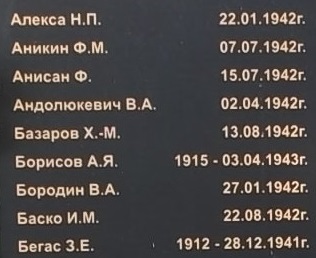 Алекса Н.П. 22.01.1942г.
Аникин Ф.М. 07.07.1942г.
Анисан Ф. 15.07.1942г.
Андолюкевич В.А. 02.04.1942г.
Базаров Х.-М. 13.08.1942г.
Борисов А.Я. 1915 - 03.04.1943г.
Бородин В.А. 27.01.1942г.
Баско И.М. 22.08.1942г.
Бегас З.Е. 1912 - 28.12.1941г.